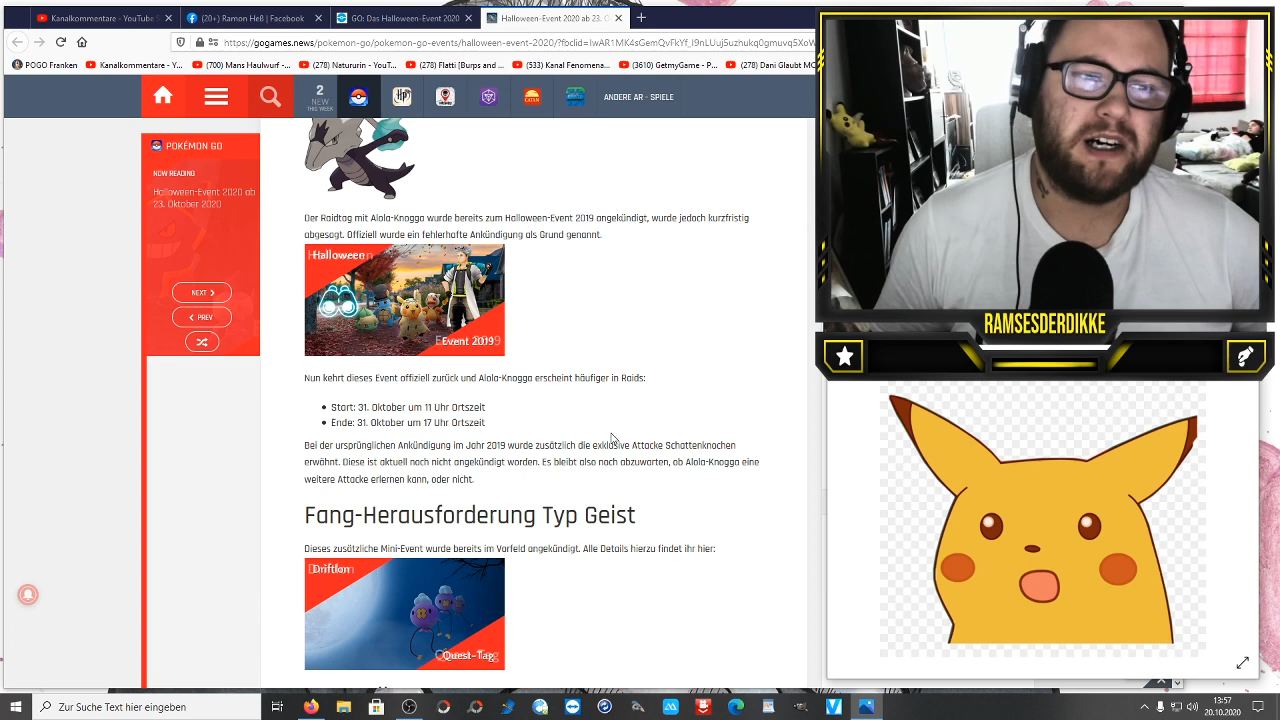 Kanalkommentare - YouTube S
(20+) Ramon Heß | Facebook
GO: Das Halloween-Event 2020
Halloween-Event 2020 ab 23. O
https://gogames.news/pokemon-go/pokemon-go-events/halloween-event-2020/?fbclid=IwAR1MK4sGemQvFkYf_I9nLUuj5uzhukq0gmuvq5XoW
POGO Franken
Kanalkommentare - Y...
(700) Mans Haulwurf -...
(278) Natururin - YouT...
(278) Flatti [Burps and ...
(533) Kanal Fenomena...
(3610) GetmyGame - P...
(278) Dani Glaubt MC
2
NEW
THIS WEEK
CATAN
ANDERE AR - SPIELE
POKÉMON GO
NOW READING
Halloween-Event 2020 ab
23. Oktober 2020
NEXT
PREV
Der Raidtag mit Alola-Knogga wurde bereits zum Halloween-Event 2019 angekündigt, wurde jedoch kurzfristig
abgesagt. Offiziell wurde ein fehlerhafte Ankündigung als Grund genannt.
Halloween
Event 2019
Nun kehrt dieses Event offiziell zurück und Alola-Knogga erscheint häufiger in Raids:
Start: 31. Oktober um 11 Uhr Ortszeit
Ende: 31. Oktober um 17 Uhr Ortszeit
Bei der ursprünglichen Ankündigung im Jahr 2019 wurde zusätzlich die exklusive Attacke Schattenknochen
erwähnt. Diese ist aktuell noch nicht angekündigt worden. Es bleibt also noch abzuwarten, ob Alola-Knogga eine
weitere Attacke erlernen kann, oder nicht.
Fang-Herausforderung Typ Geist
Dieses zusätzliche Mini-Event wurde bereits im Vorfeld angekündigt. Alle Details hierzu findet ihr hier:
Driftlon
Quest-Tag
RAMSESDERDIKKE
Zur Suche Text hier eingeben
13:57
20.10.2020